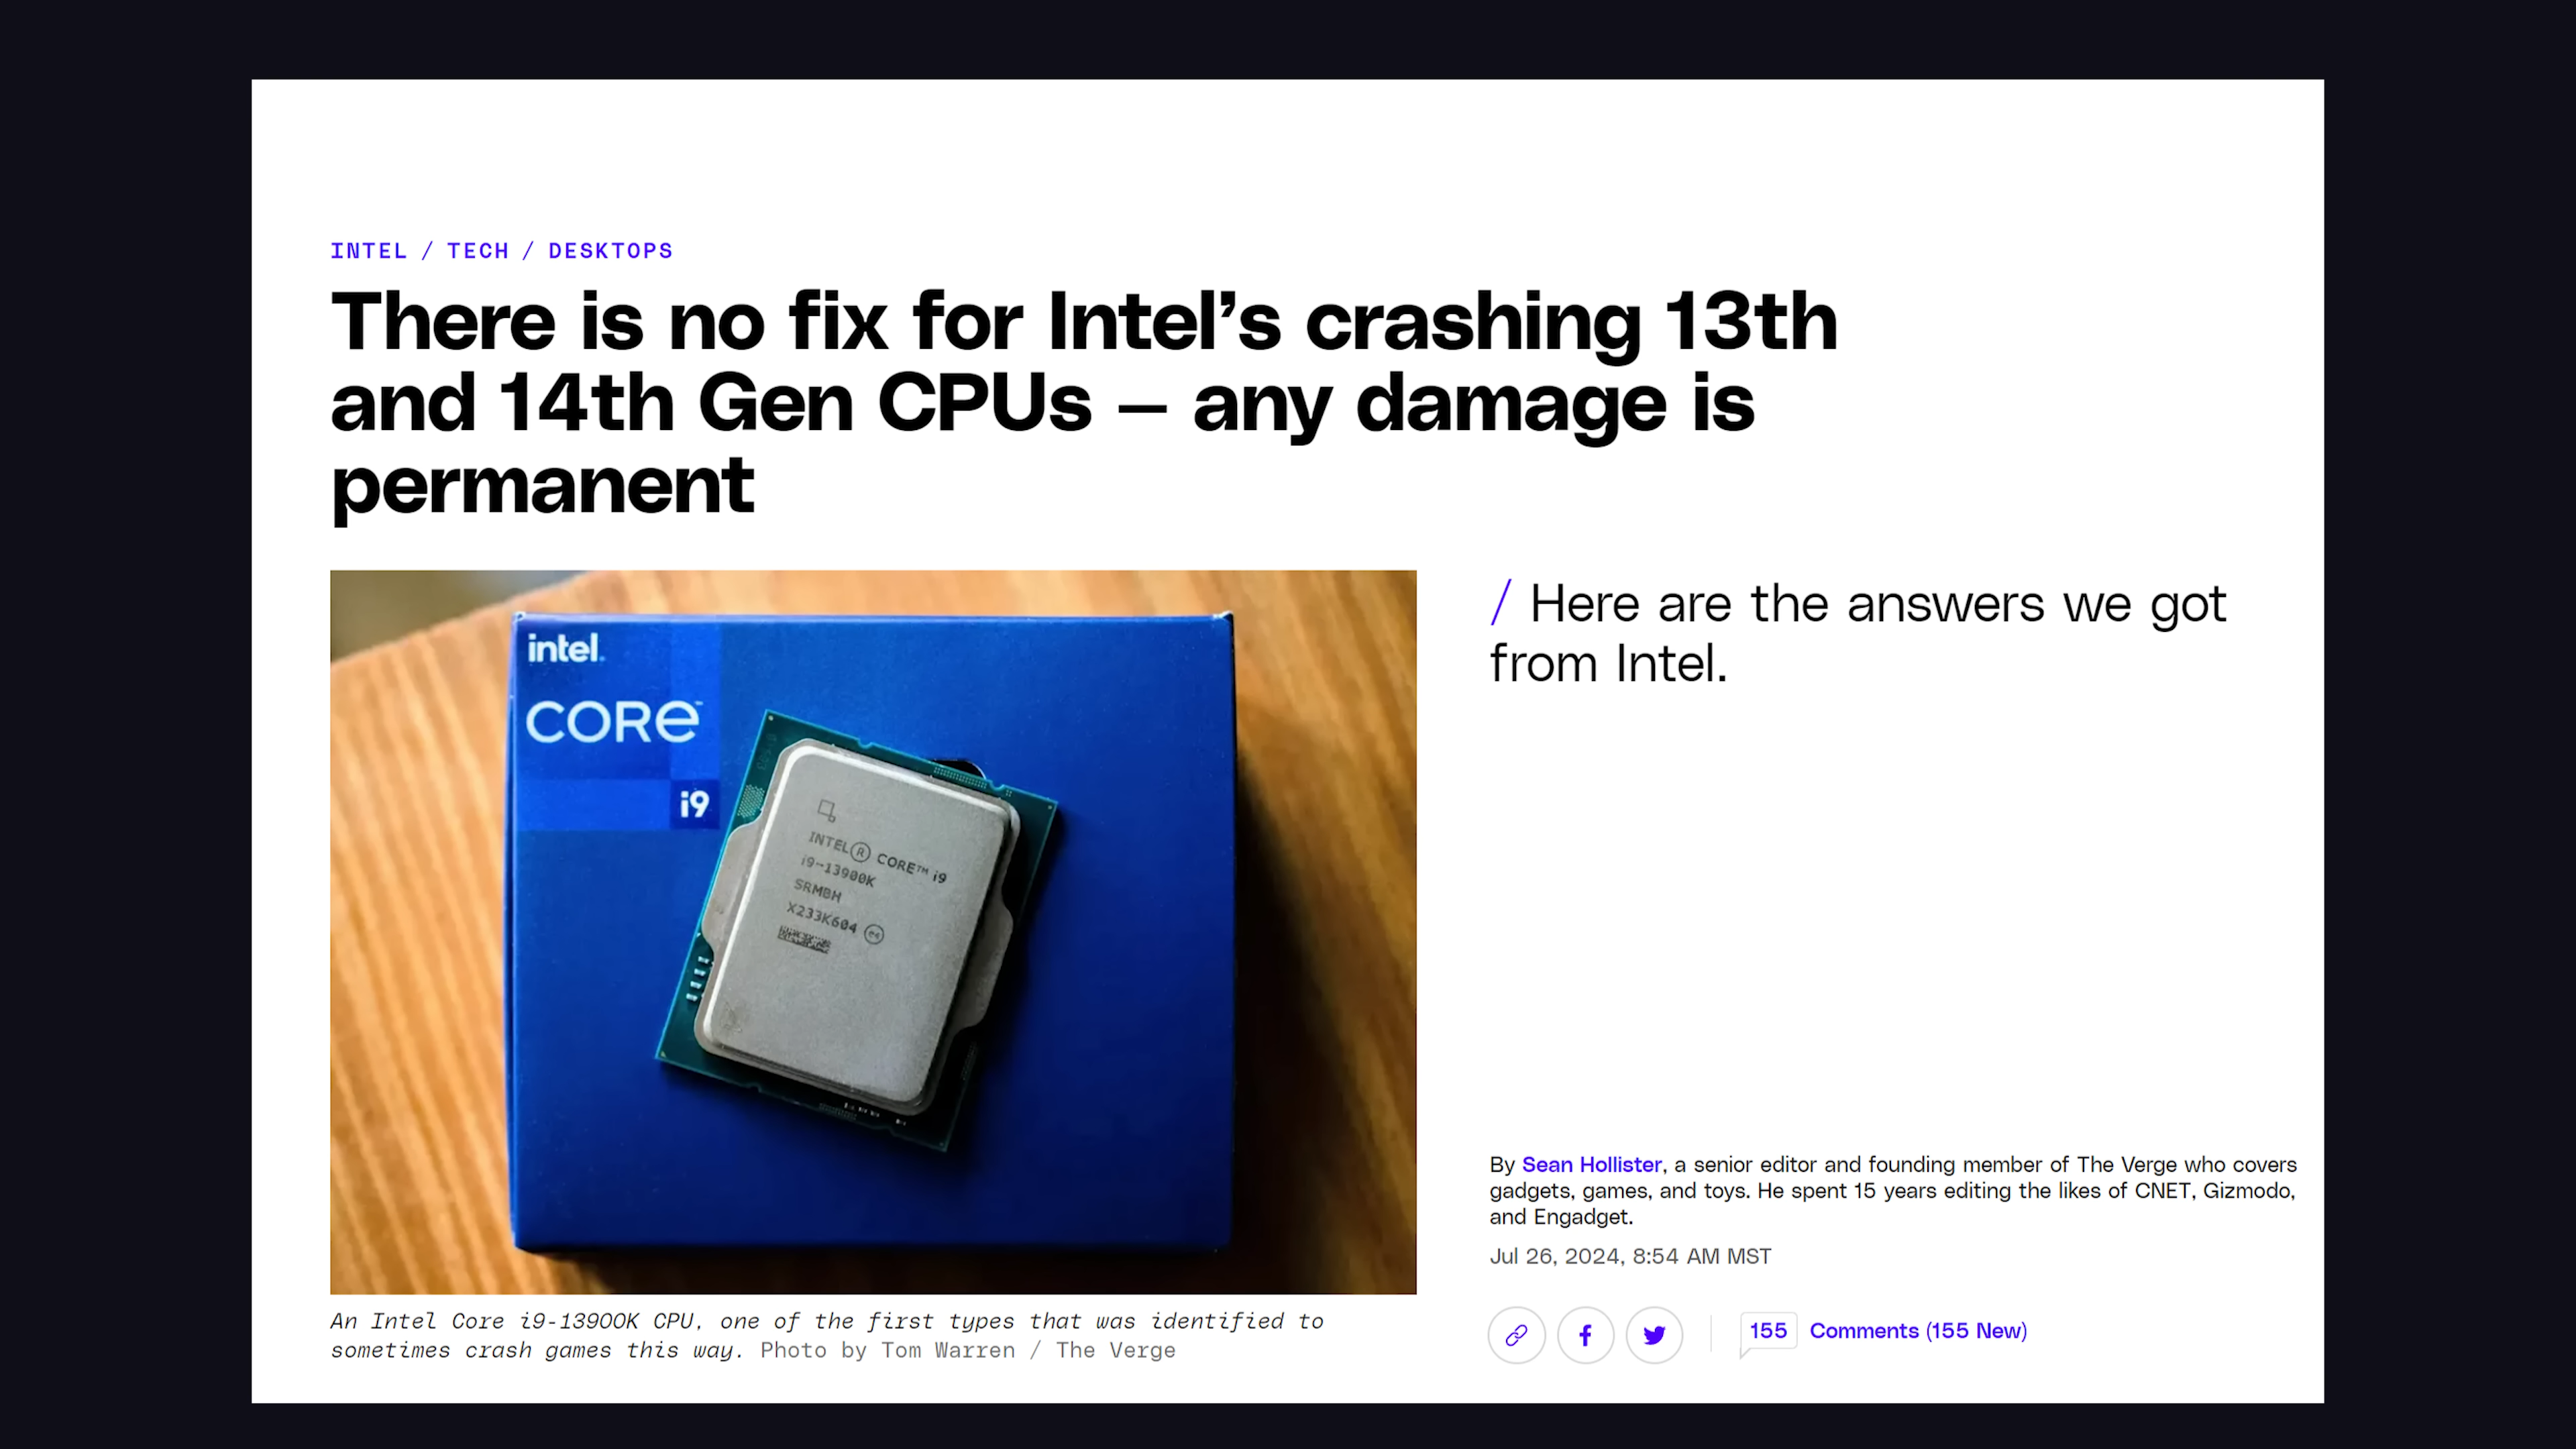 INTEL / TECH / DESKTOPS
There is no fix for Intel’s crashing 13th
and 14th Gen CPUs — any damage is
permanent
intel.
CORE™
i9
INTEL® CORE™ i9
i9-13900K
SRMBH
X233K604
/ Here are the answers we got
from Intel.
By Sean Hollister, a senior editor and founding member of The Verge who covers
gadgets, games, and toys. He spent 15 years editing the likes of CNET, Gizmodo,
and Engadget.
Jul 26, 2024, 8:54 AM MST
155 Comments (155 New)
An Intel Core i9-13900K CPU, one of the first types that was identified to
sometimes crash games this way. Photo by Tom Warren / The Verge